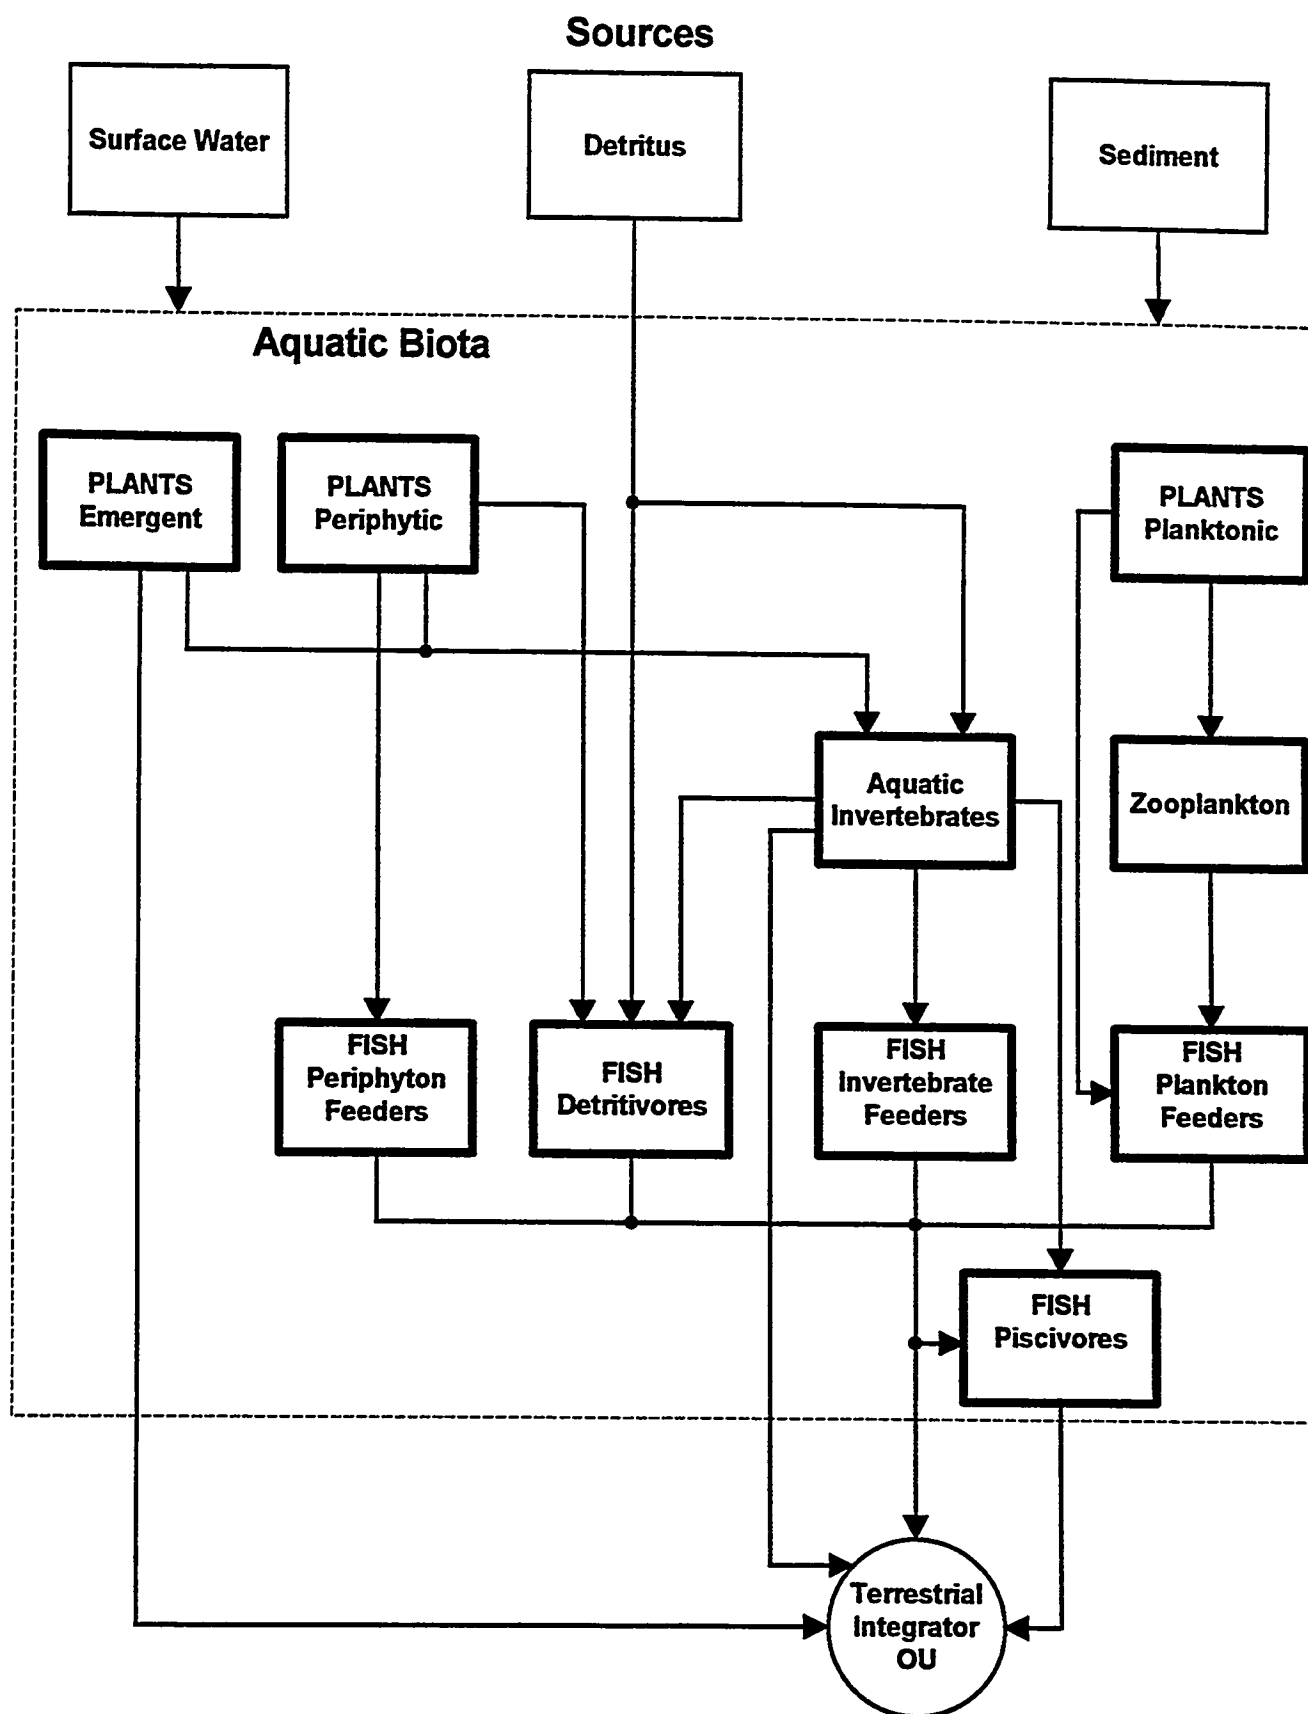 Sources
Surface Water
Detritus
Sediment
Aquatic Biota
PLANTS
Emergent
PLANTS
Periphytic
PLANTS
Planktonic
Aquatic
Invertebrates
Zooplankton
FISH
Periphyton
Feeders
FISH
Detritivores
FISH
Invertebrate
Feeders
FISH
Plankton
Feeders
FISH
Piscivores
Terrestrial
Integrator
OU